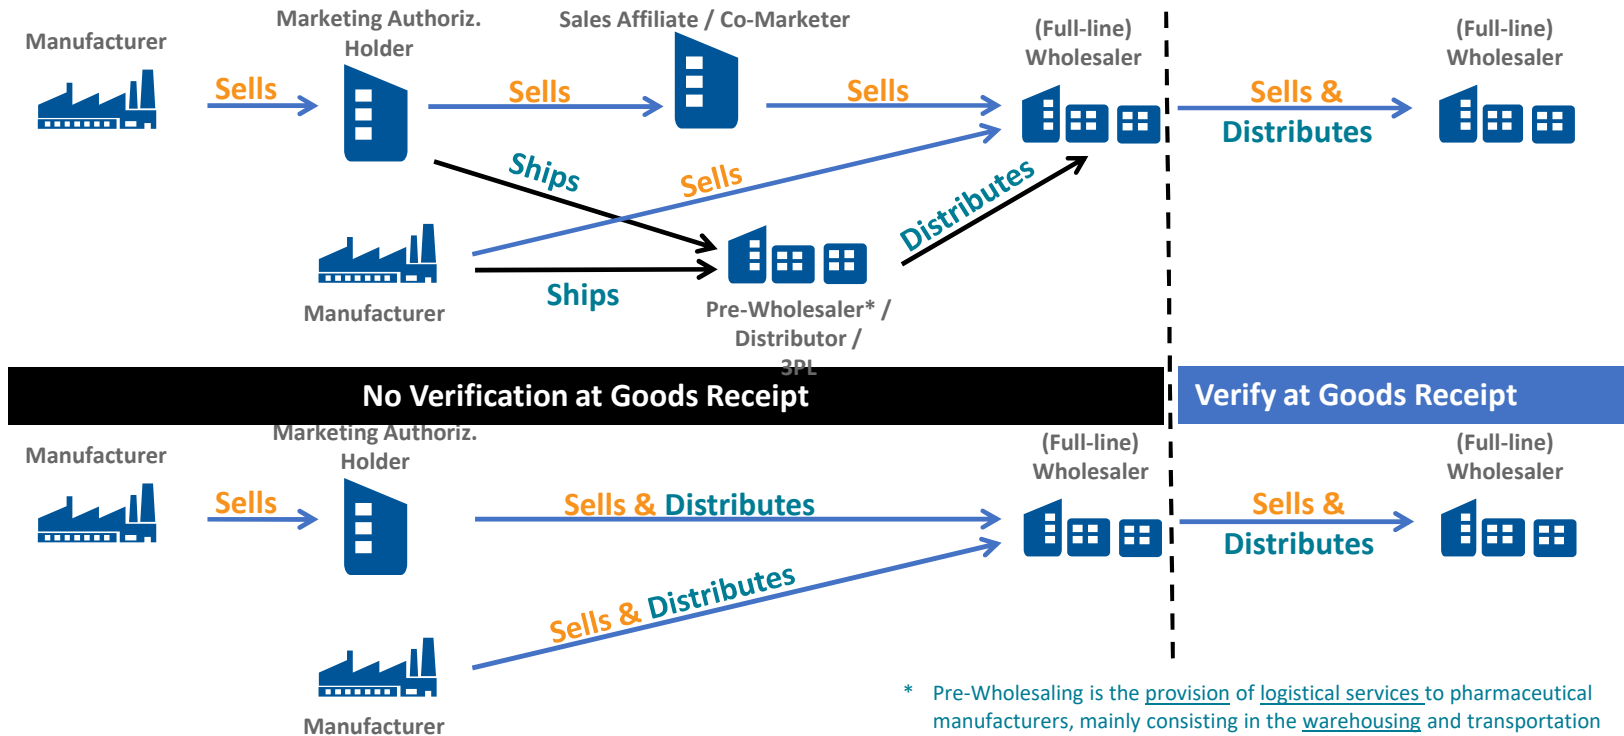 Manufacturer
Marketing Authoriz.
Holder
Sales Affiliate / Co-Marketer
(Full-line)
Wholesaler
(Full-line)
Wholesaler
Sells
Sells
Sells
Sells &
Distributes
Ships
Sells
Distributes
Ships
Manufacturer
Pre-Wholesaler* /
Distributor /
3PL
No Verification at Goods Receipt
Verify at Goods Receipt
Manufacturer
Marketing Authoriz.
Holder
(Full-line)
Wholesaler
(Full-line)
Wholesaler
Sells
Sells & Distributes
Sells &
Distributes
Sells & Distributes
Manufacturer
* Pre-Wholesaling is the provision of logistical services to pharmaceutical
manufacturers, mainly consisting in the warehousing and transportation